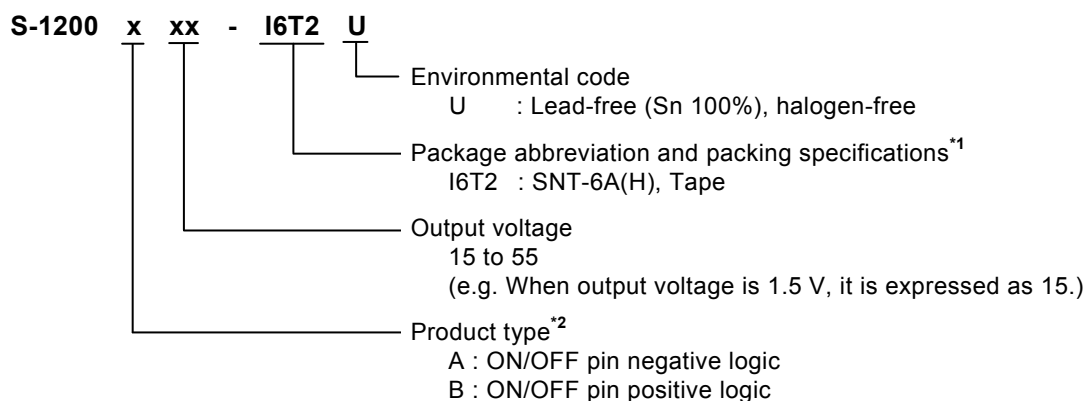 S-1200 x xx - I6T2 U
Environmental code
U : Lead-free (Sn 100%), halogen-free
Package abbreviation and packing specifications*1
I6T2 : SNT-6A(H), Tape
Output voltage
15 to 55
(e.g. When output voltage is 1.5 V, it is expressed as 15.)
Product type*2
A : ON/OFF pin negative logic
B : ON/OFF pin positive logic